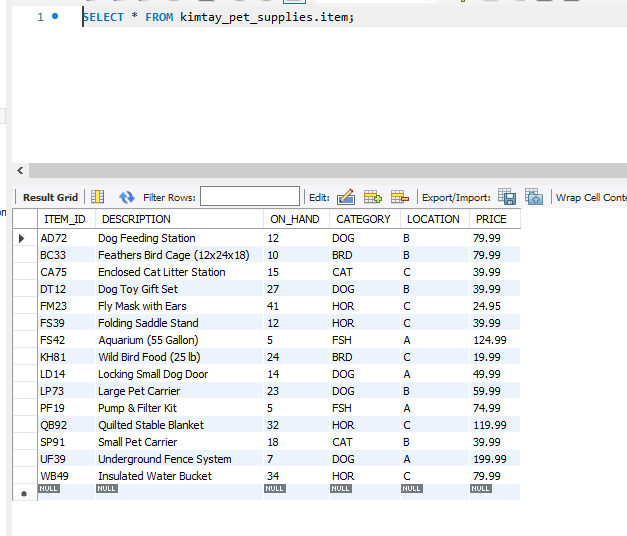 1 SELECT * FROM kimtay_pet_supplies.item;
Result Grid Filter Rows: Edit: Export/Import: Wrap Cell Conte
ITEM_ID DESCRIPTION ON_HAND CATEGORY LOCATION PRICE
AD72 Dog Feeding Station 12 DOG B 79.99
BC33 Feathers Bird Cage (12x24x18) 10 BRD B 79.99
CA75 Enclosed Cat Litter Station 15 CAT C 39.99
DT12 Dog Toy Gift Set 27 DOG B 39.99
FM23 Fly Mask with Ears 41 HOR C 24.95
FS39 Folding Saddle Stand 12 HOR C 39.99
FS42 Aquarium (55 Gallon) 5 FSH A 124.99
KH81 Wild Bird Food (25 lb) 24 BRD C 19.99
LD14 Locking Small Dog Door 14 DOG A 49.99
LP73 Large Pet Carrier 23 DOG B 59.99
PF19 Pump & Filter Kit 5 FSH A 74.99
QB92 Quilted Stable Blanket 32 HOR C 119.99
SP91 Small Pet Carrier 18 CAT B 39.99
UF39 Underground Fence System 7 DOG A 199.99
WB49 Insulated Water Bucket 34 HOR C 79.99
NULL NULL NULL NULL NULL NULL